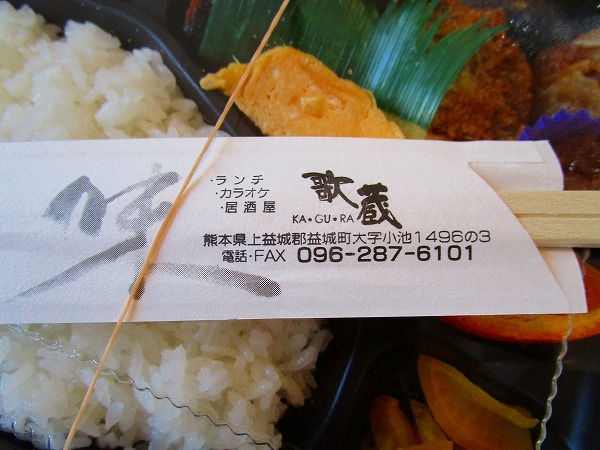 味
・ランチ
・カラオケ
・居酒屋
歌蔵
KA・GU・RA
熊本県上益城郡益城町大字小池1496の3
電話・FAX 096-287-6101